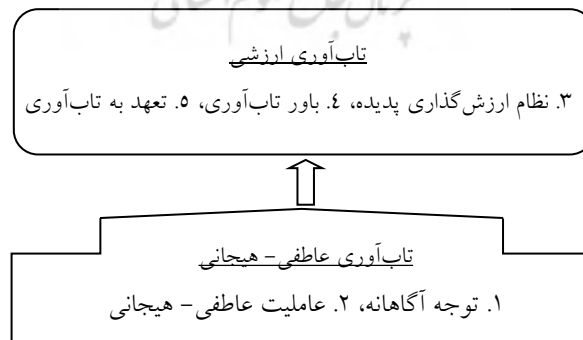 تاب‌آوری ارزشی
۳. نظام ارزش‌گذاری پدیده، ٤. باور تاب‌آوری، ٥. تعهد به تاب‌آوری
تاب‌آوری عاطفی- هیجانی
۱. توجه آگاهانه، ۲. عاملیت عاطفی- هیجانی